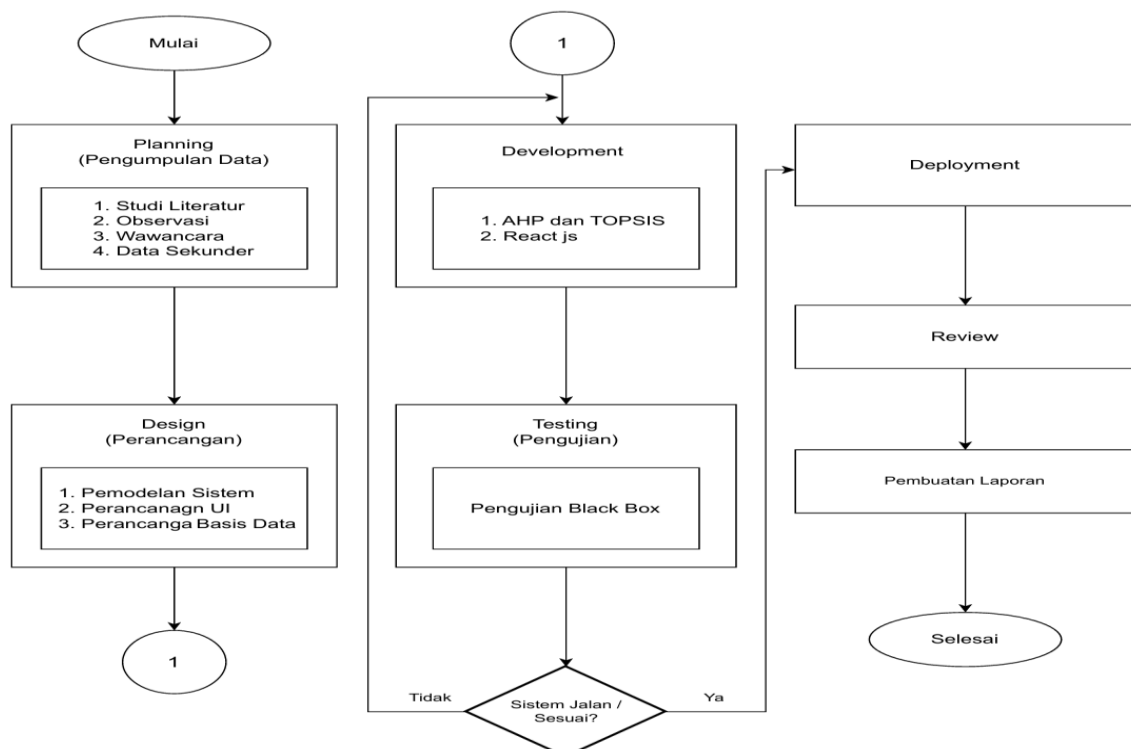 Mulai
Planning
(Pengumpulan Data)
1. Studi Literatur
2. Observasi
3. Wawancara
4. Data Sekunder
Design
(Perancangan)
1. Pemodelan Sistem
2. Perancanagn UI
3. Perancanga Basis Data
1
1
Development
1. AHP dan TOPSIS
2. React js
Testing
(Pengujian)
Pengujian Black Box
Sistem Jalan /
Sesuai?
Tidak
Ya
Deployment
Review
Pembuatan Laporan
Selesai